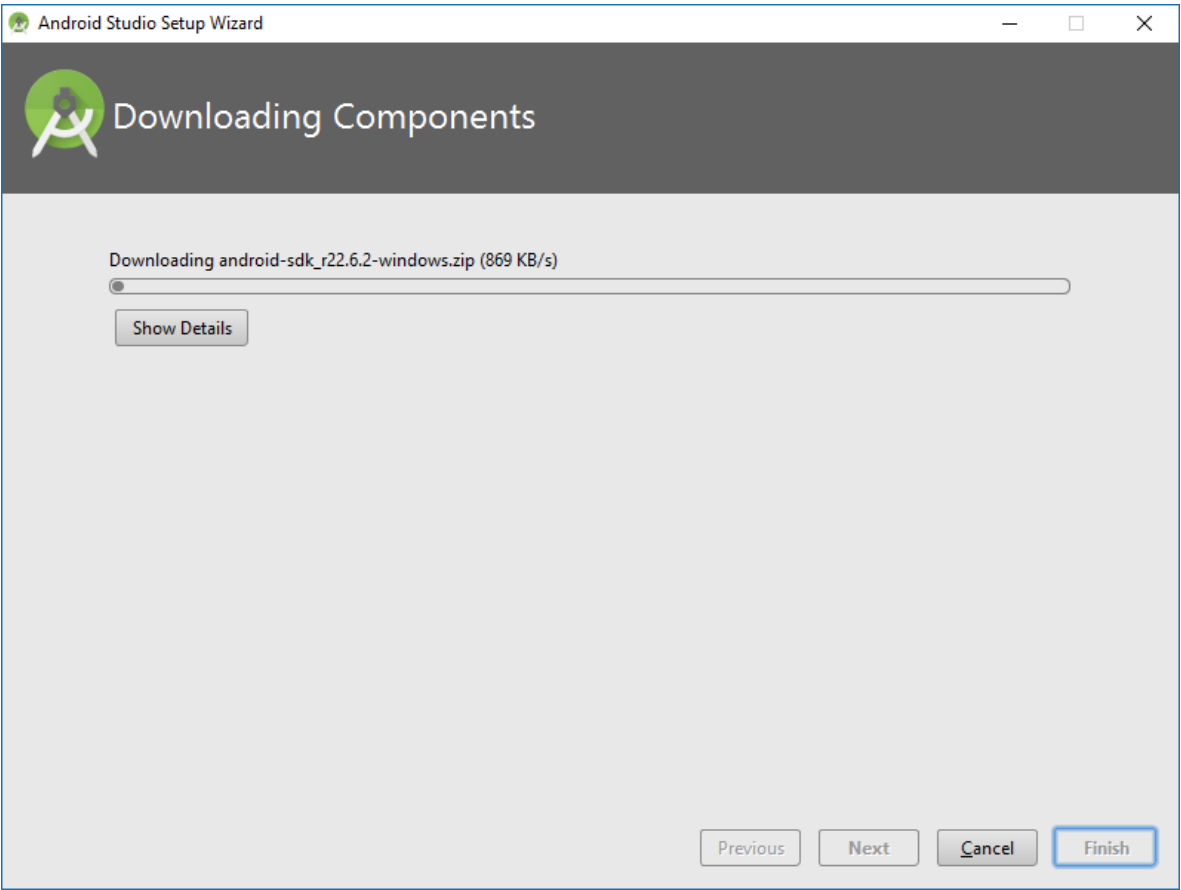 Android Studio Setup Wizard
Downloading Components
Downloading android-sdk_r22.6.2-windows.zip (869 KB/s)
Show Details
Previous Next Cancel Finish